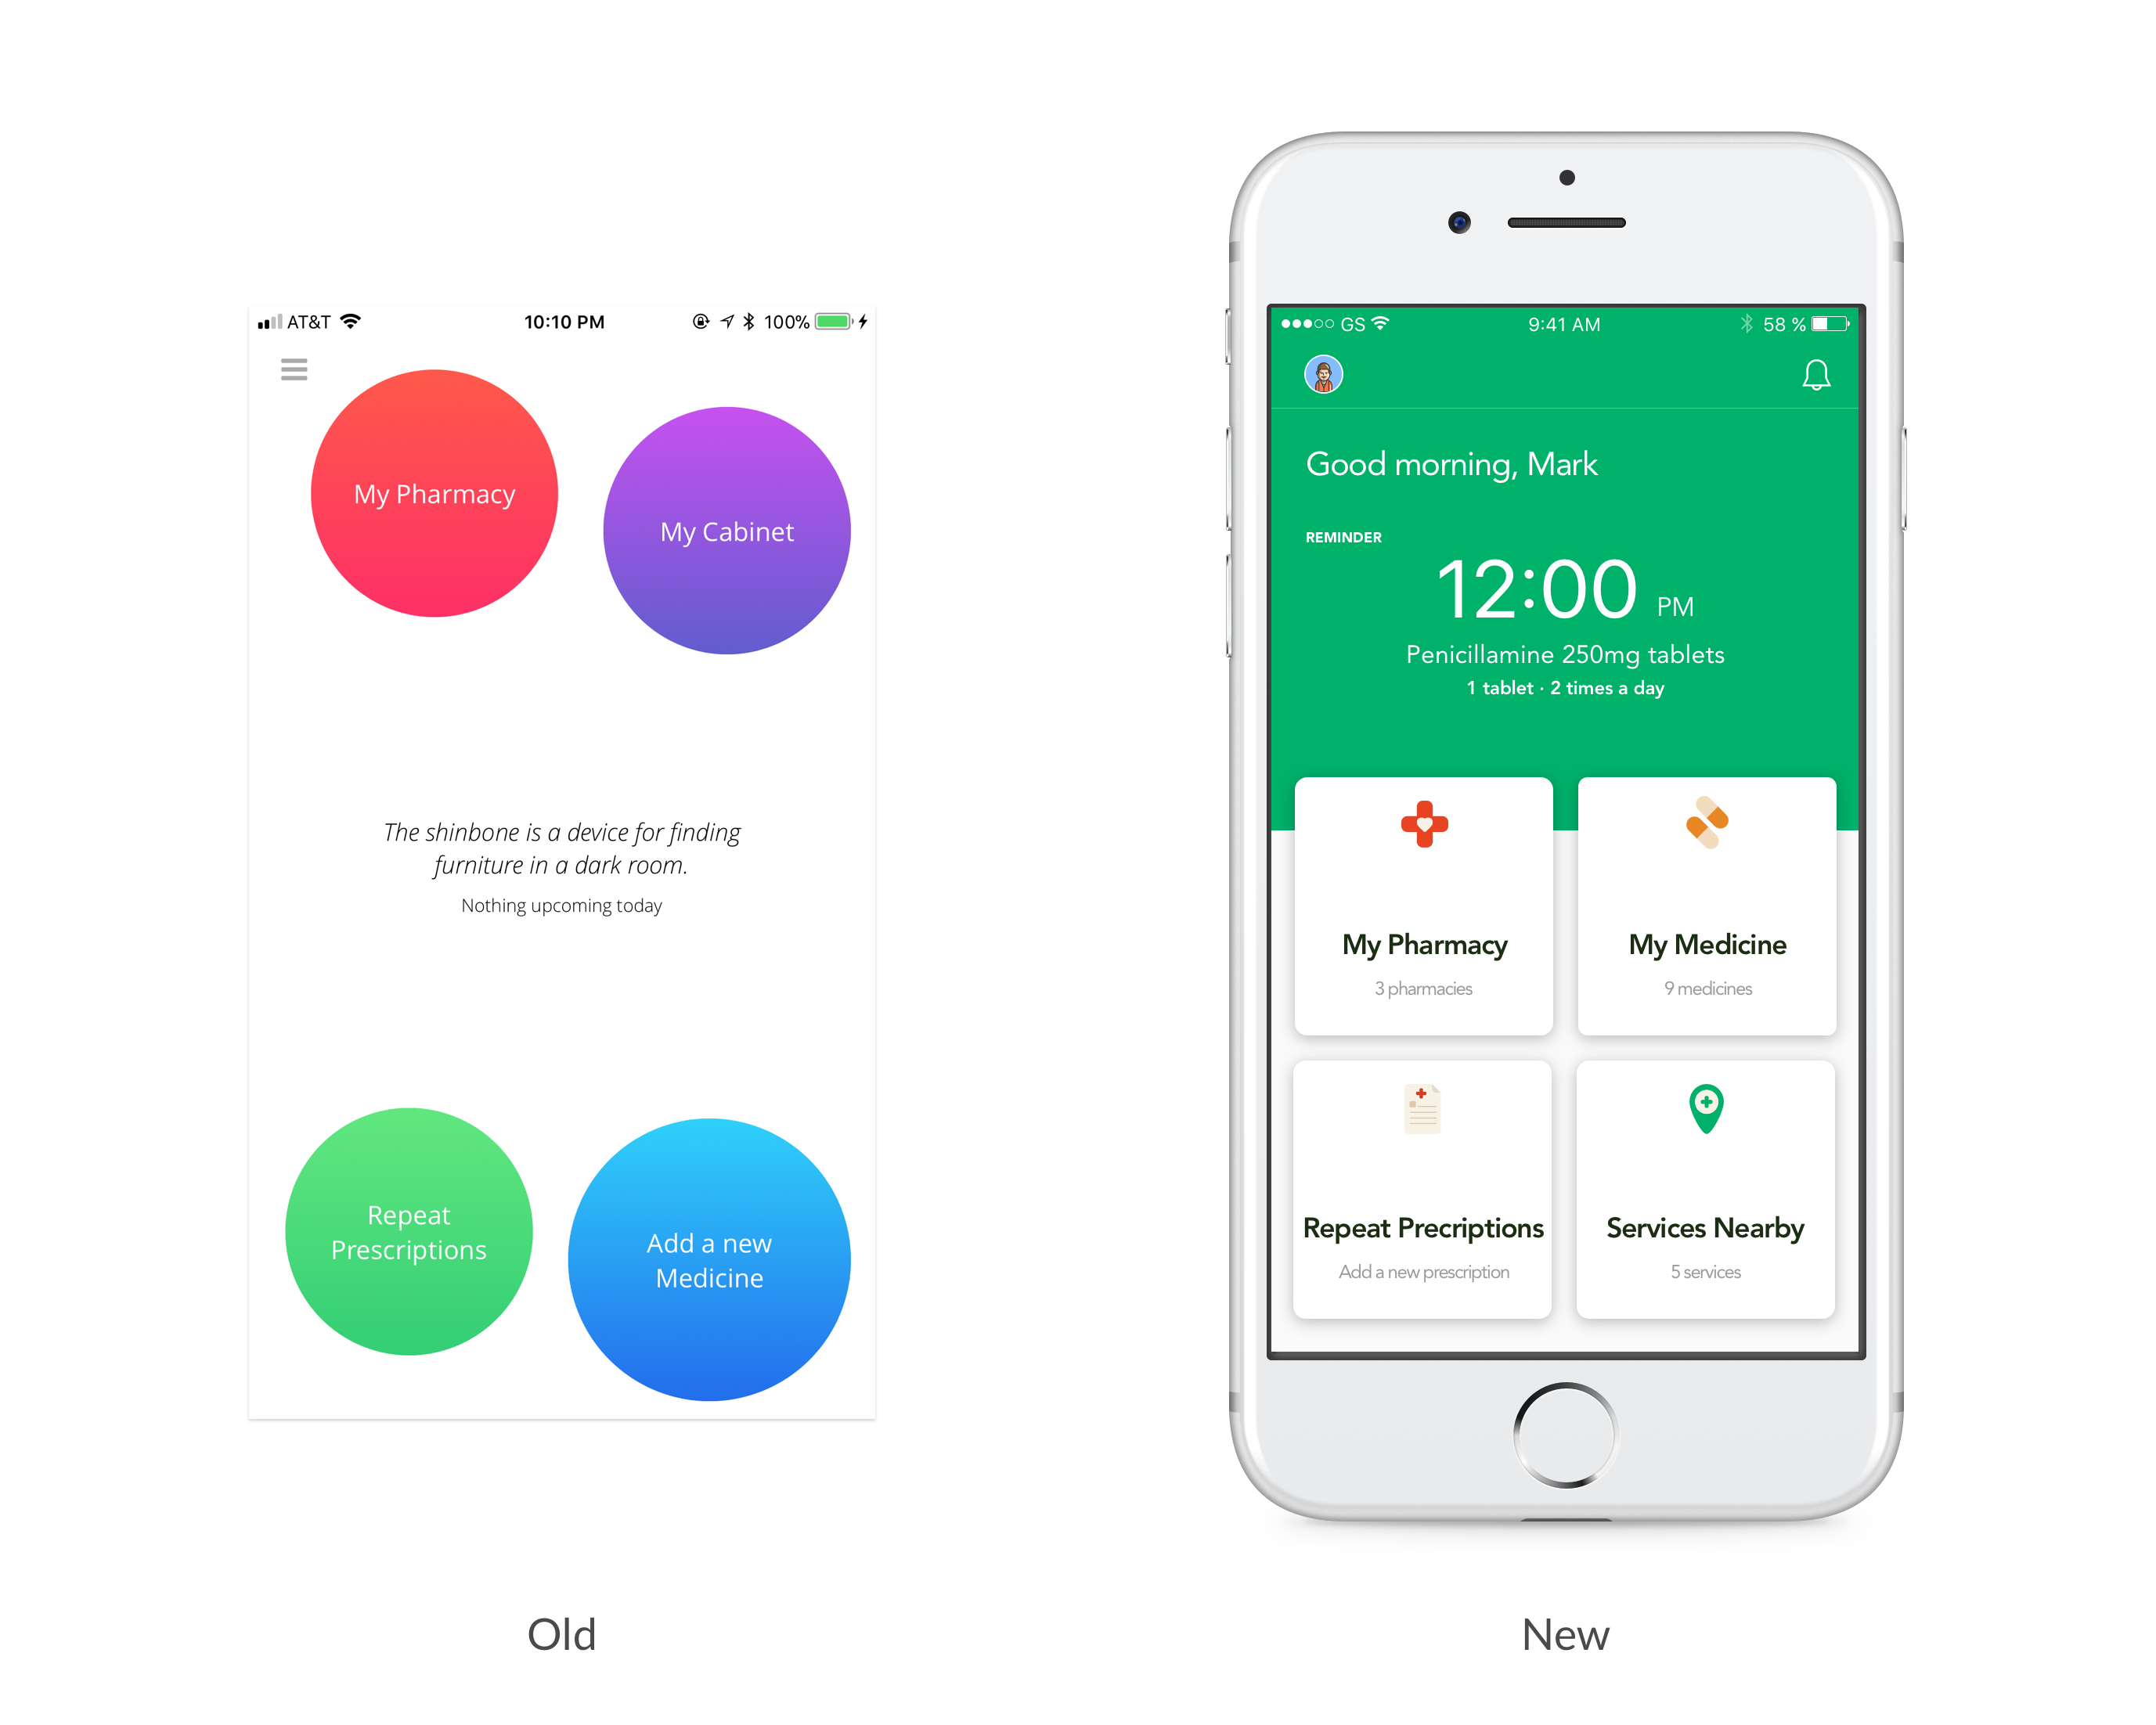 AT&T 10:10 PM 100%
My Pharmacy
My Cabinet
The shinbone is a device for finding
furniture in a dark room.
Nothing upcoming today
Repeat
Prescriptions
Add a new
Medicine
Old
GS 9:41 AM 58 %
Good morning, Mark
REMINDER
12:00 PM
Penicillamine 250mg tablets
1 tablet · 2 times a day
My Pharmacy
3 pharmacies
My Medicine
9 medicines
Repeat Precriptions
Add a new prescription
Services Nearby
5 services
New